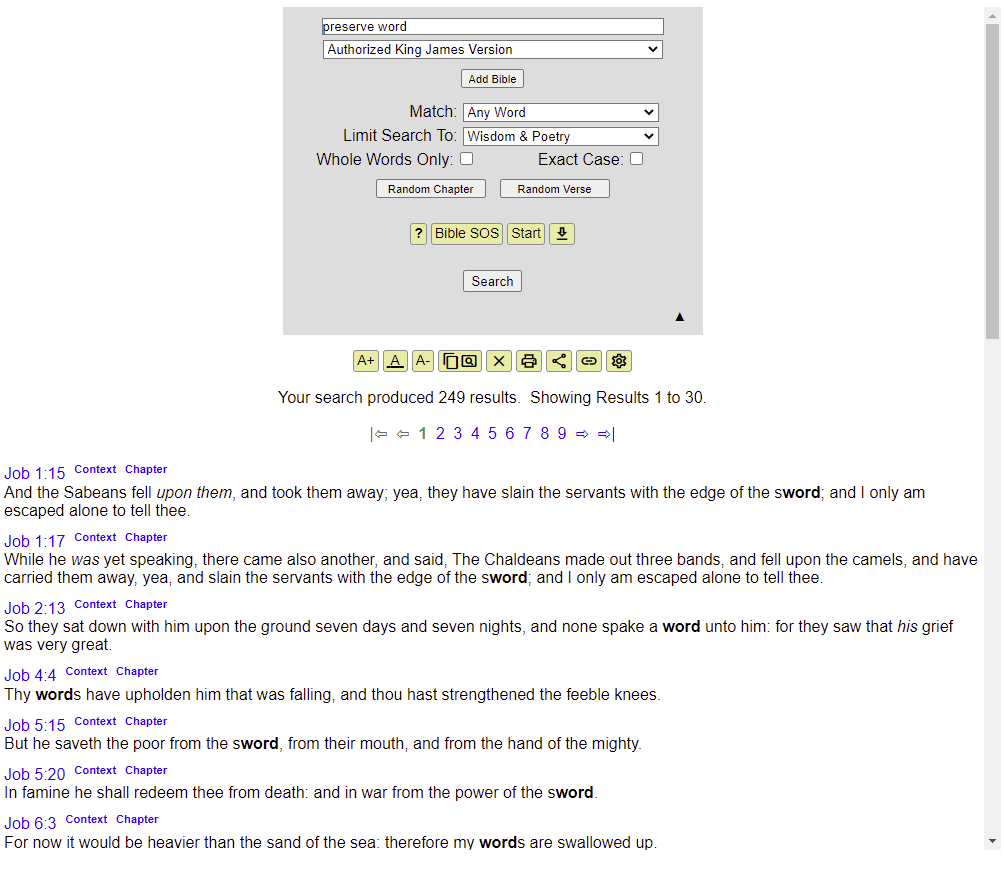 preserve word
Authorized King James Version
Add Bible
Match: Any Word
Limit Search To: Wisdom & Poetry
Whole Words Only: Exact Case:
Random Chapter Random Verse
? Bible SOS Start
Search
▲
A+ A A-
Your search produced 249 results. Showing Results 1 to 30.
|⇦ ⇦ 1 2 3 4 5 6 7 8 9 ⇨ ⇨|
Job 1:15 Context Chapter
And the Sabeans fell upon them, and took them away; yea, they have slain the servants with the edge of the sword; and I only am
escaped alone to tell thee.
Job 1:17 Context Chapter
While he was yet speaking, there came also another, and said, The Chaldeans made out three bands, and fell upon the camels, and have
carried them away, yea, and slain the servants with the edge of the sword; and I only am escaped alone to tell thee.
Job 2:13 Context Chapter
So they sat down with him upon the ground seven days and seven nights, and none spake a word unto him: for they saw that his grief
was very great.
Job 4:4 Context Chapter
Thy words have upholden him that was falling, and thou hast strengthened the feeble knees.
Job 5:15 Context Chapter
But he saveth the poor from the sword, from their mouth, and from the hand of the mighty.
Job 5:20 Context Chapter
In famine he shall redeem thee from death: and in war from the power of the sword.
Job 6:3 Context Chapter
For now it would be heavier than the sand of the sea: therefore my words are swallowed up.